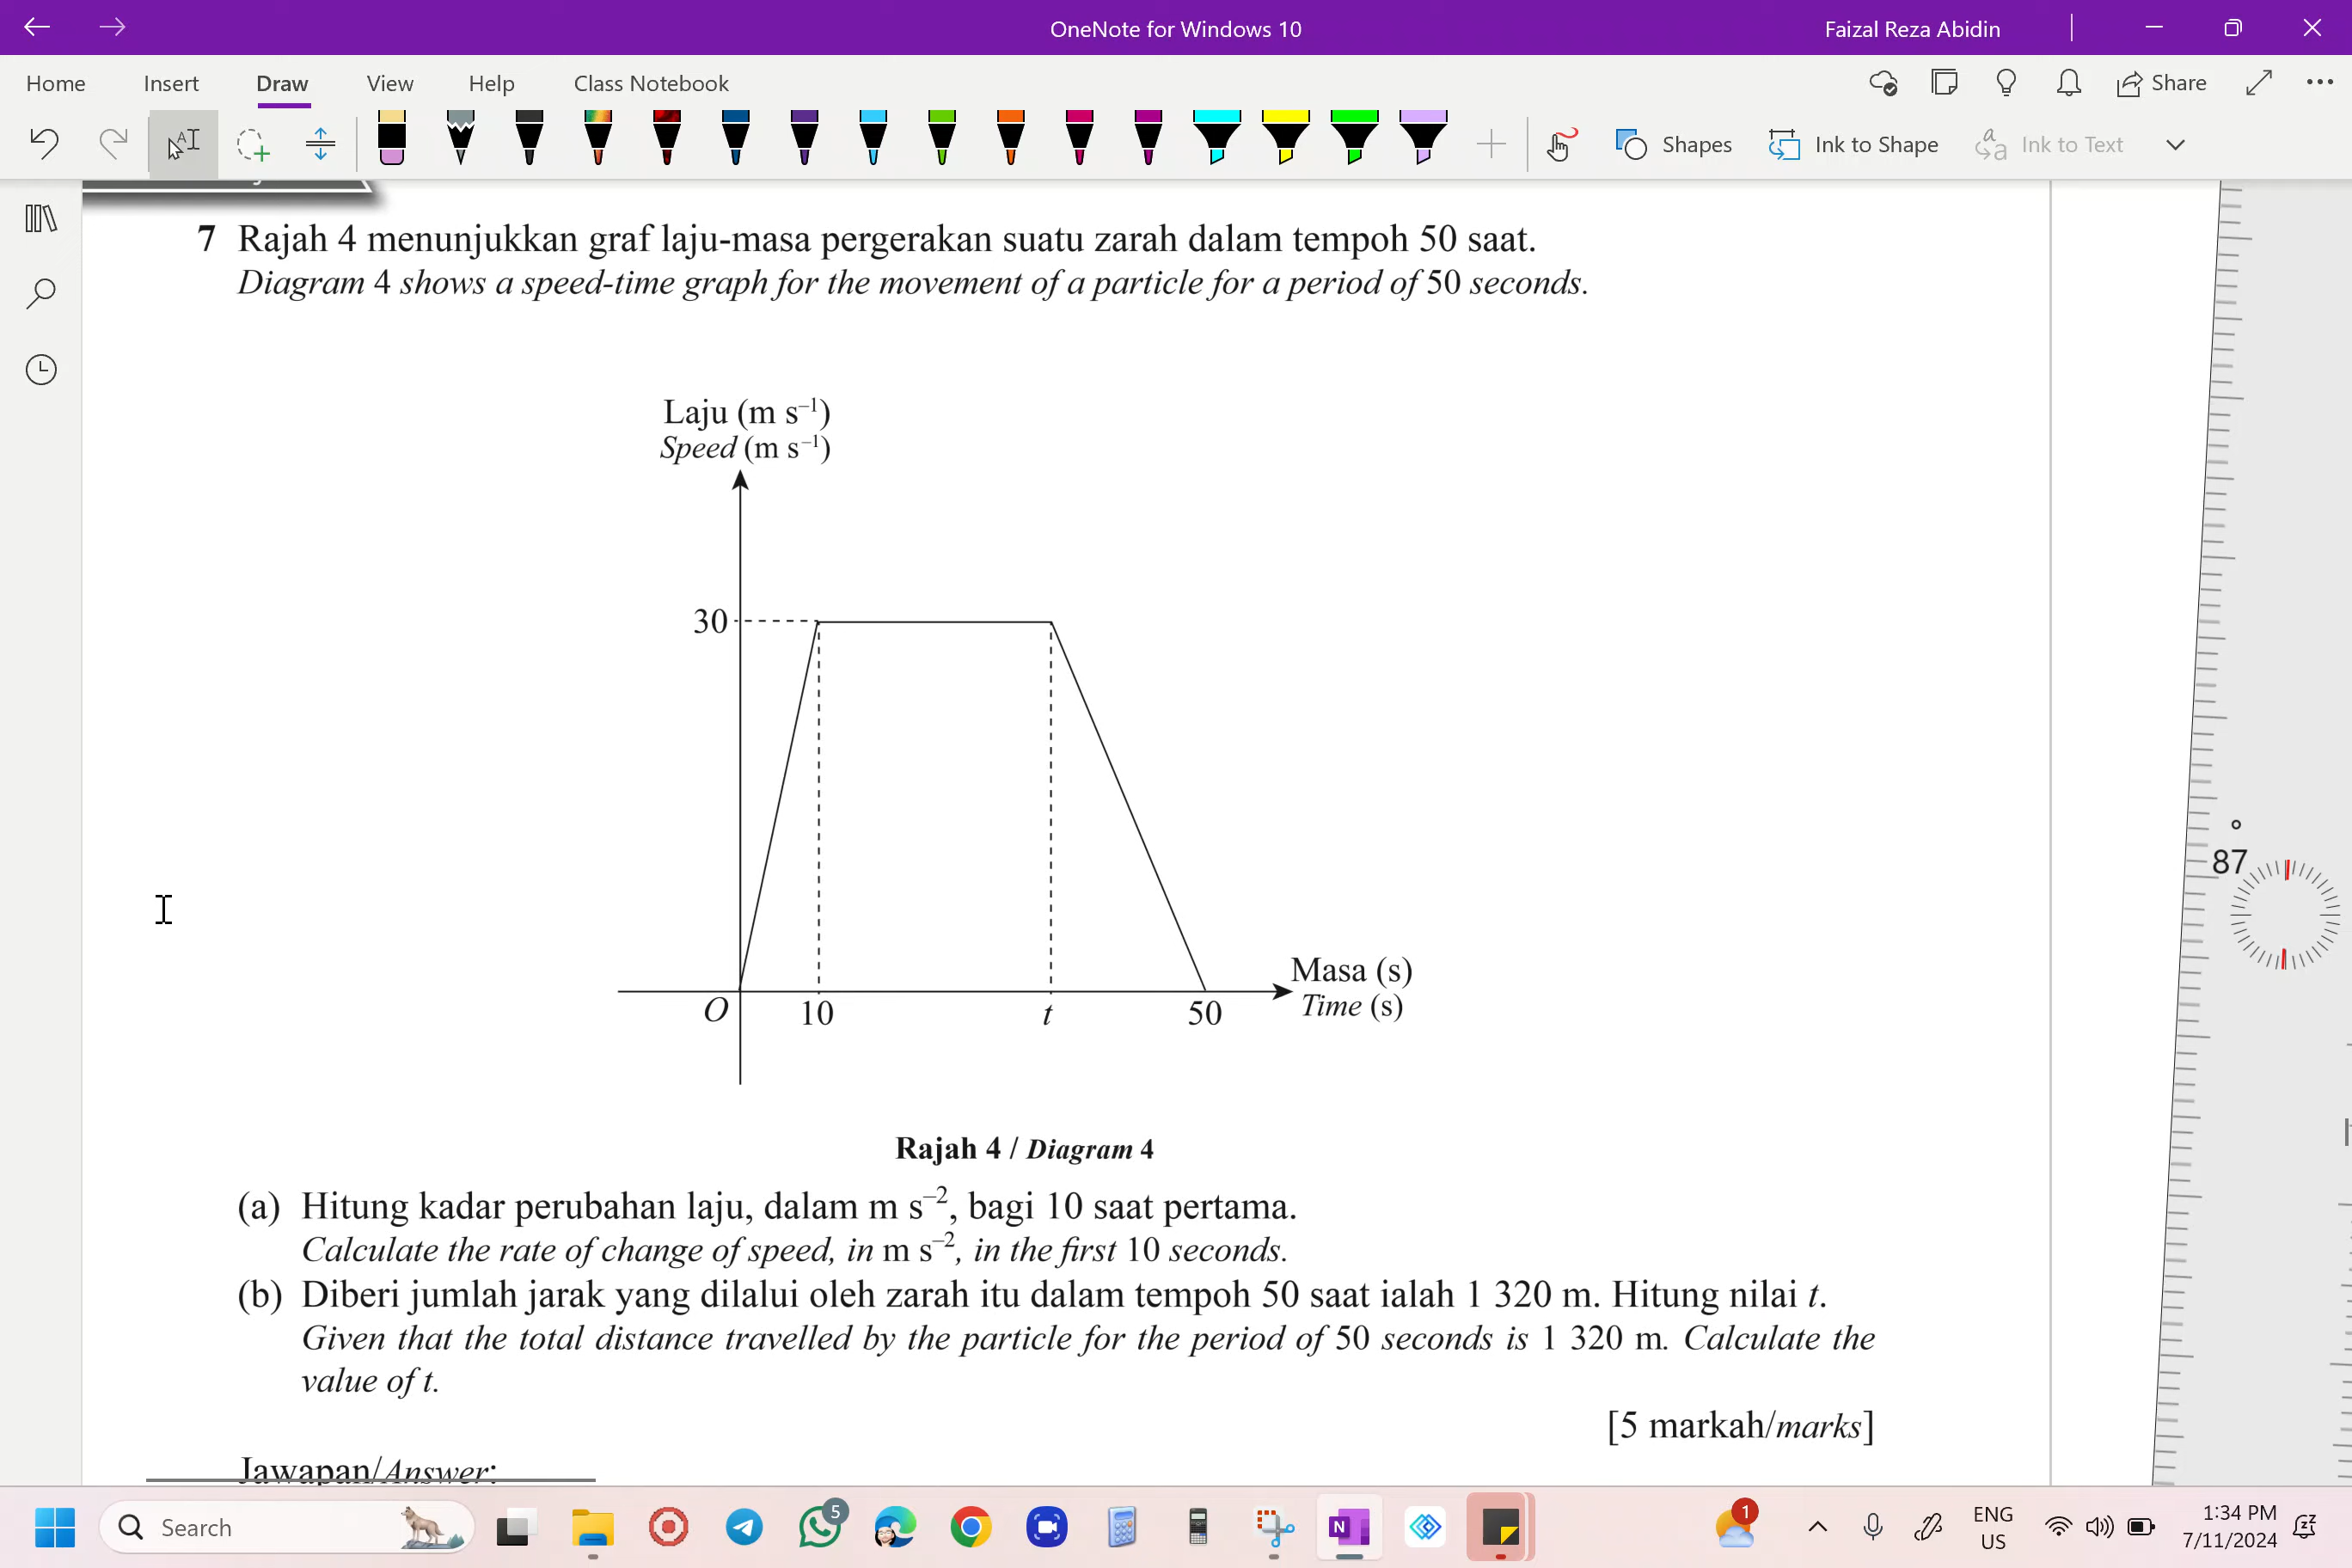 OneNote for Windows 10
Faizal Reza Abidin
Home Insert Draw View Help Class Notebook
Share
Shapes Ink to Shape Ink to Text
7 Rajah 4 menunjukkan graf laju-masa pergerakan suatu zarah dalam tempoh 50 saat.
Diagram 4 shows a speed-time graph for the movement of a particle for a period of 50 seconds.
Laju (m s⁻¹)
Speed (m s⁻¹)
30
87°
Masa (s)
Time (s)
O 10 t 50
Rajah 4 / Diagram 4
(a) Hitung kadar perubahan laju, dalam m s⁻², bagi 10 saat pertama.
Calculate the rate of change of speed, in m s⁻², in the first 10 seconds.
(b) Diberi jumlah jarak yang dilalui oleh zarah itu dalam tempoh 50 saat ialah 1 320 m. Hitung nilai t.
Given that the total distance travelled by the particle for the period of 50 seconds is 1 320 m. Calculate the
value of t.
[5 markah/marks]
Jawapan/Answer:
Search
5
1
ENG
US
1:34 PM
7/11/2024